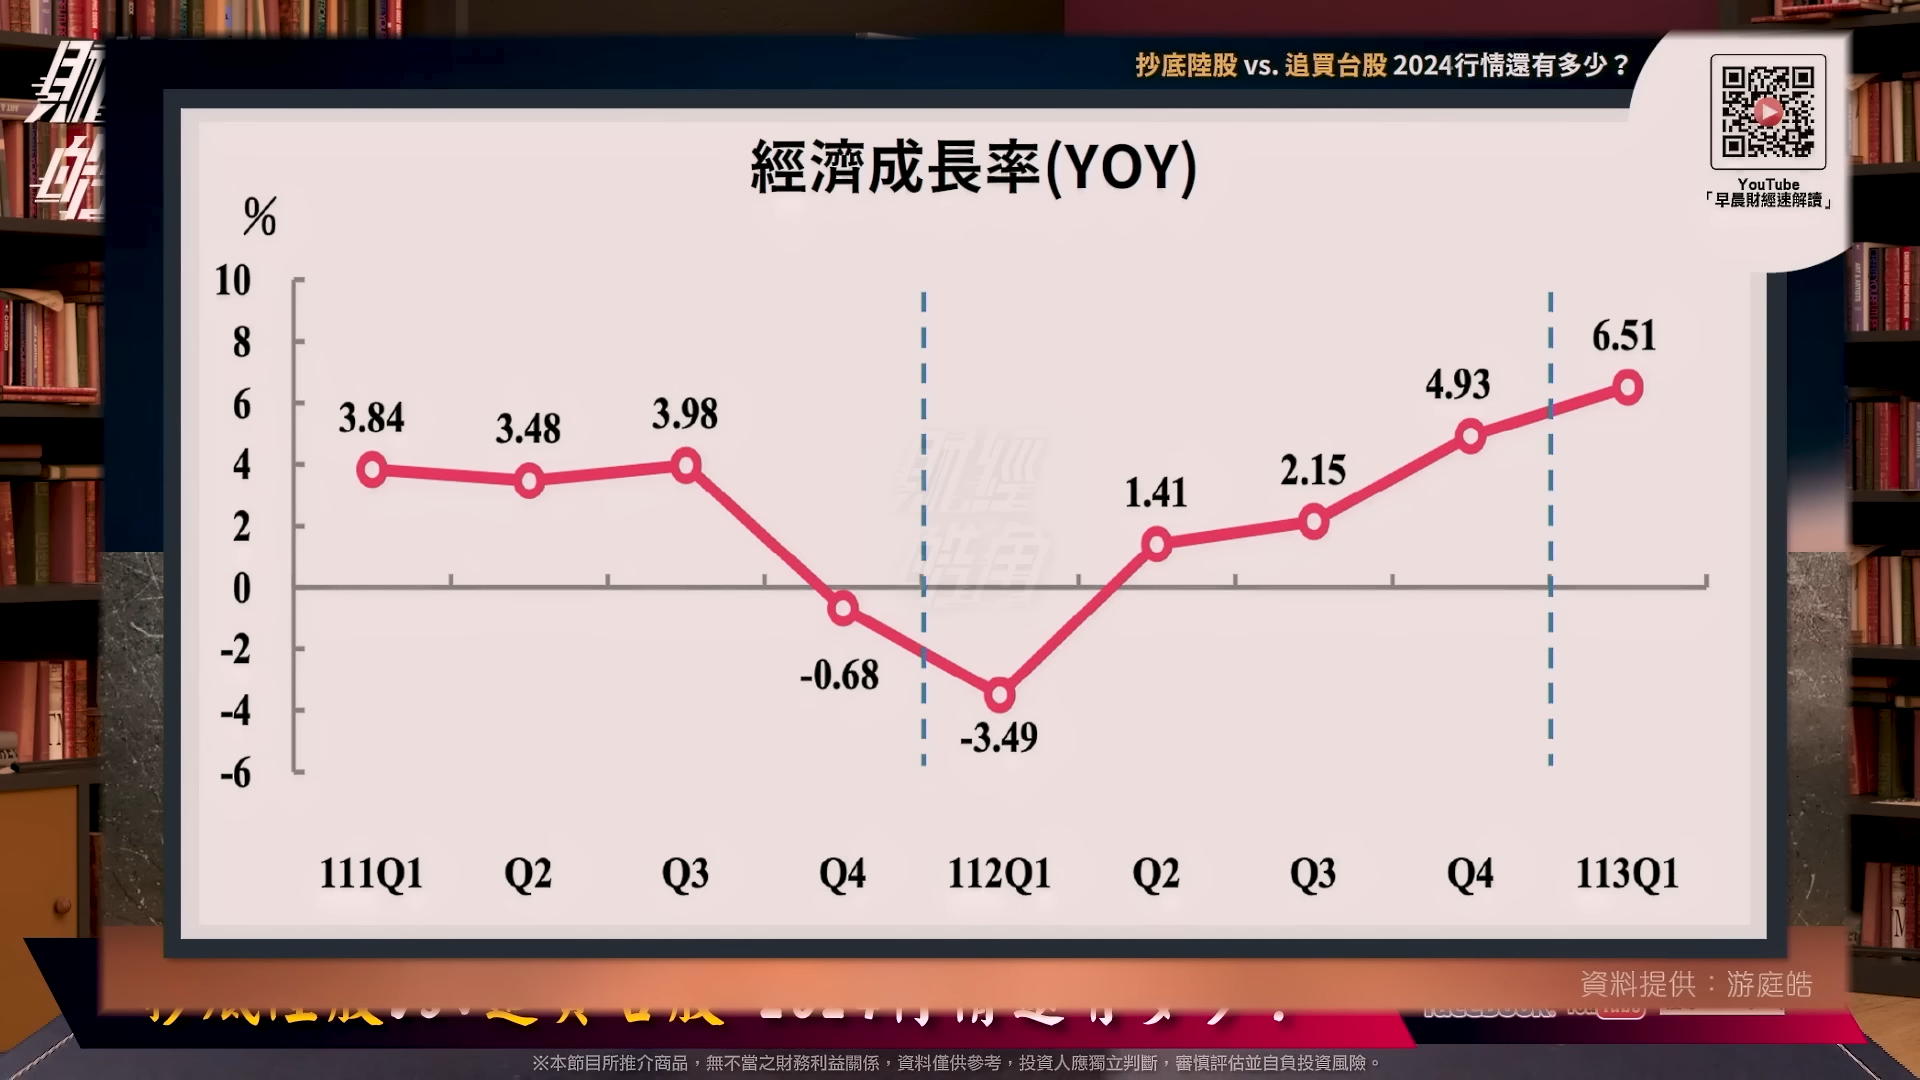 抄底陸股 vs. 追買台股 2024行情還有多少？
YouTube
「早晨財經速解讀」
經濟成長率(YOY)
%
10
8
6
4
2
0
-2
-4
-6
3.84
3.48
3.98
-0.68
-3.49
1.41
2.15
4.93
6.51
111Q1 Q2 Q3 Q4 112Q1 Q2 Q3 Q4 113Q1
財經
皓角
資料提供：游庭皓
※本節目所推介商品，無不當之財務利益關係，資料僅供參考，投資人應獨立判斷，審慎評估並自負投資風險。